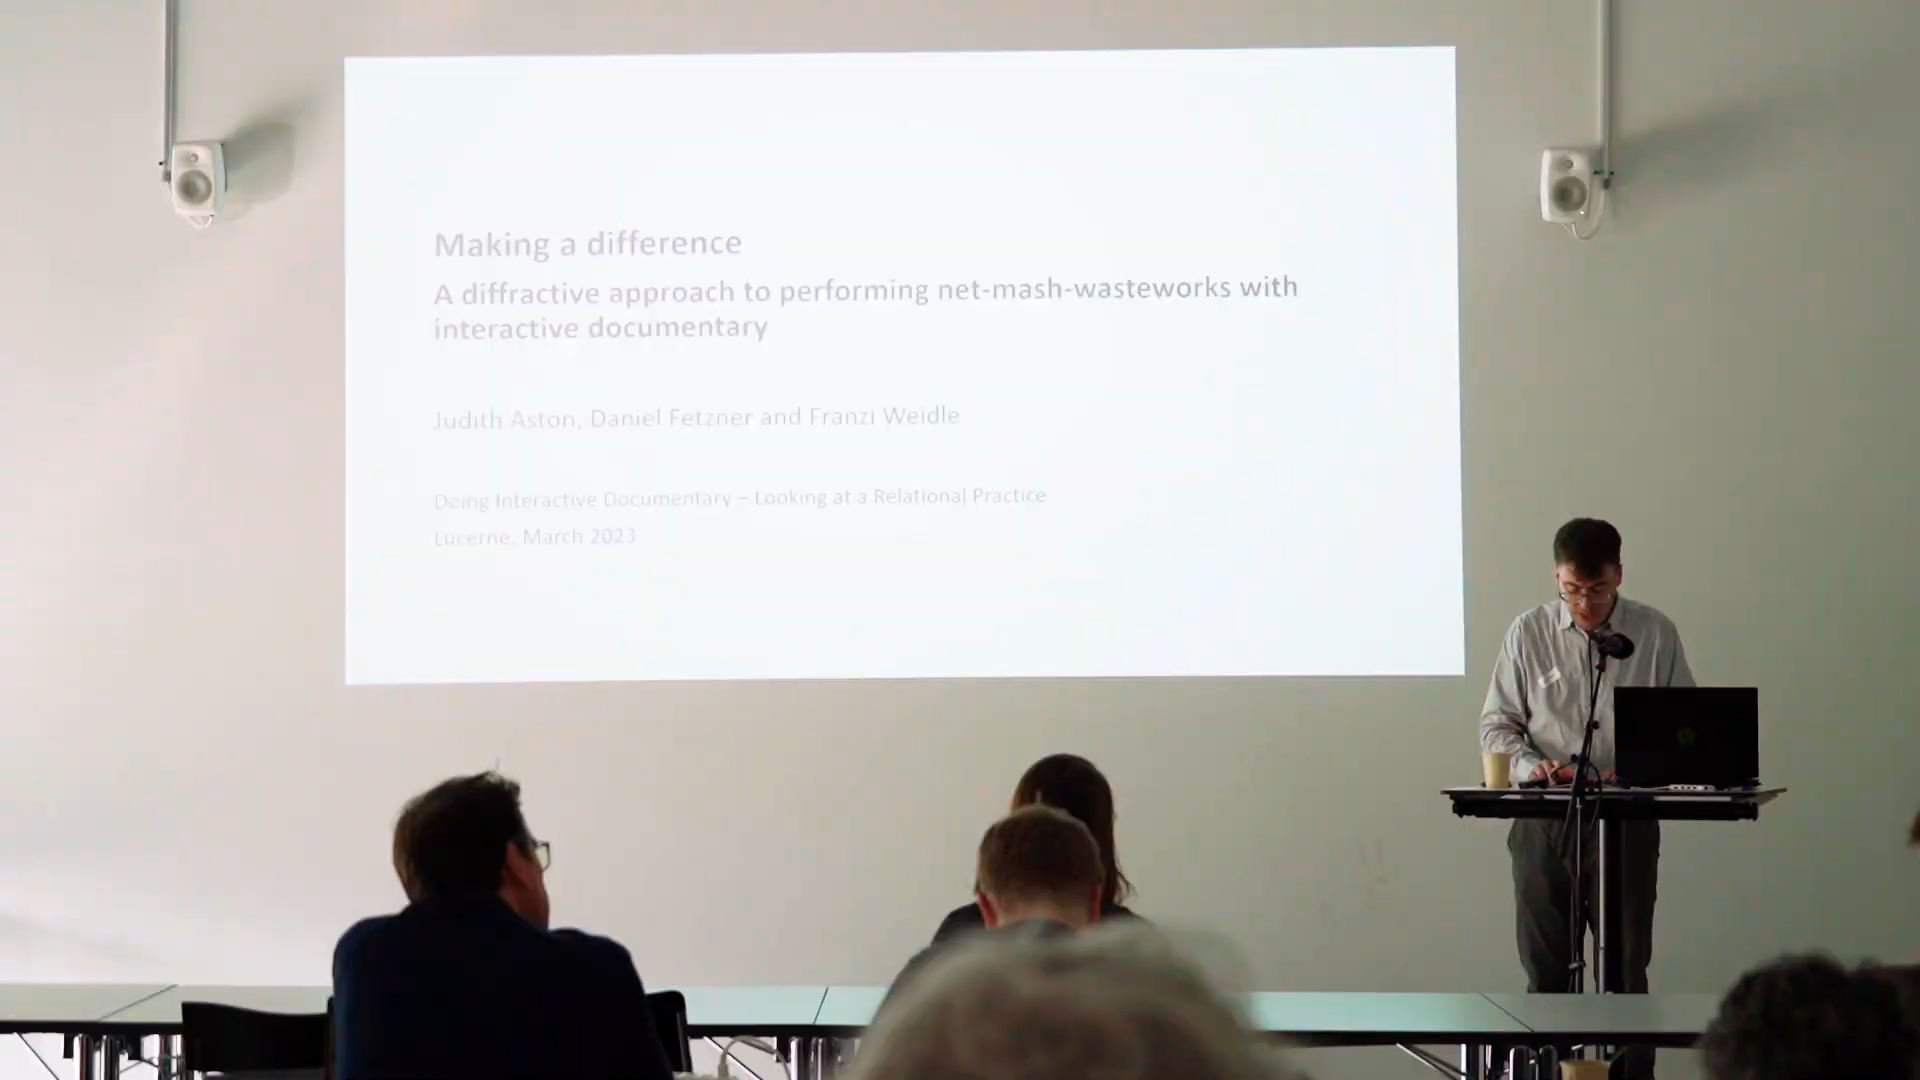 Making a difference
A diffractive approach to performing net-mash-wasteworks with
interactive documentary
Judith Aston, Daniel Fetzner and Franzi Weidle
Doing Interactive Documentary – Looking at a Relational Practice
Lucerne, March 2023